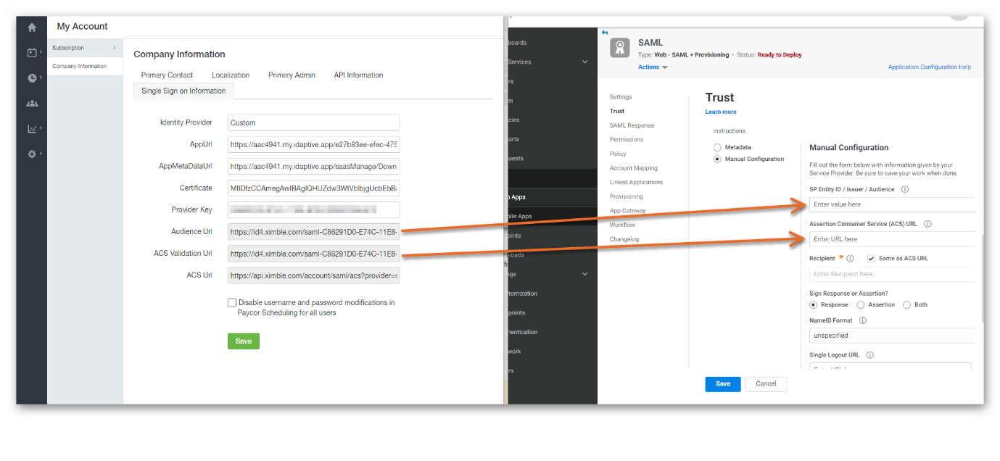 My Account
Subscription
Company Information
Company Information
Primary Contact Localization Primary Admin API Information
Single Sign on Information
Identity Provider Custom
AppUrl https://aac4941.my.idaptive.app/e27b83ee-efec-475
AppMetaDataUrl https://aac4941.my.idaptive.app/saasManage/Down
Certificate MIIDfzCCAmegAwIBAgIQHUZdw3WtVblbjgUcbEbBa
Provider Key
Audience Url https://id4.ximble.com/saml-C86291D0-E74C-11E8-
ACS Validation Url https://id4.ximble.com/saml-C86291D0-E74C-11E8-
ACS Url https://api.ximble.com/account/saml/acs?provider=s
Disable username and password modifications in
Paycor Scheduling for all users
Save
boards
Services
rs
es
cies
orts
uests
p Apps
bile Apps
oints
nloads
ngs
tomization
points
hentication
work
rs
SAML
Type: Web - SAML + Provisioning · Status: Ready to Deploy
Actions
Application Configuration Help
Settings
Trust
SAML Response
Permissions
Policy
Account Mapping
Linked Applications
Provisioning
App Gateway
Workflow
Changelog
Trust
Learn more
instructions.
Metadata
Manual Configuration
Manual Configuration
Fill out the form below with information given by your
Service Provider. Be sure to save your work when done.
SP Entity ID / Issuer / Audience
Enter value here
Assertion Consumer Service (ACS) URL
Enter URL here
Recipient * Same as ACS URL
Enter Recipient here
Sign Response or Assertion?
Response Assertion Both
NameID Format
unspecified
Single Logout URL
Save Cancel